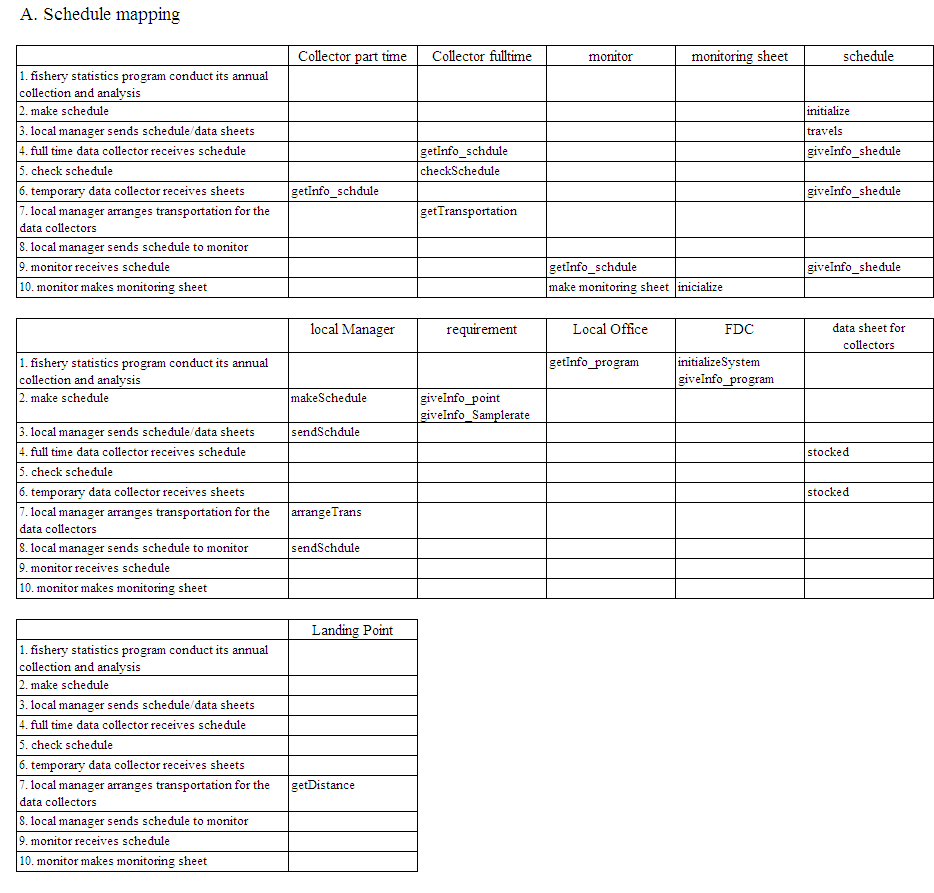 A. Schedule mapping
Collector part time Collector fulltime monitor monitoring sheet schedule
1. fishery statistics program conduct its annual
collection and analysis
2. make schedule initialize
3. local manager sends schedule/data sheets travels
4. full time data collector receives schedule getInfo_schdule giveInfo_shedule
5. check schedule checkSchedule
6. temporary data collector receives sheets getInfo_schdule giveInfo_shedule
7. local manager arranges transportation for the getTransportation
data collectors
8. local manager sends schedule to monitor
9. monitor receives schedule getInfo_schdule giveInfo_shedule
10. monitor makes monitoring sheet make monitoring sheet inicialize
local Manager requirement Local Office FDC data sheet for
collectors
1. fishery statistics program conduct its annual getInfo_program initializeSystem
collection and analysis giveInfo_program
2. make schedule makeSchedule giveInfo_point
giveInfo_Samplerate
3. local manager sends schedule/data sheets sendSchdule
4. full time data collector receives schedule stocked
5. check schedule
6. temporary data collector receives sheets stocked
7. local manager arranges transportation for the arrangeTrans
data collectors
8. local manager sends schedule to monitor sendSchdule
9. monitor receives schedule
10. monitor makes monitoring sheet
Landing Point
1. fishery statistics program conduct its annual
collection and analysis
2. make schedule
3. local manager sends schedule/data sheets
4. full time data collector receives schedule
5. check schedule
6. temporary data collector receives sheets
7. local manager arranges transportation for the getDistance
data collectors
8. local manager sends schedule to monitor
9. monitor receives schedule
10. monitor makes monitoring sheet